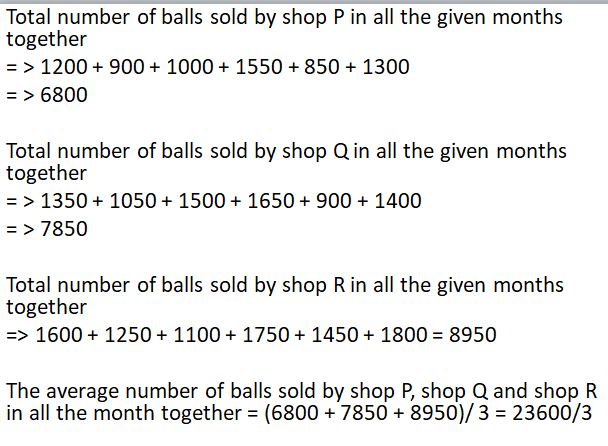 Total number of balls sold by shop P in all the given months
together
= > 1200 + 900 + 1000 + 1550 + 850 + 1300
= > 6800
Total number of balls sold by shop Q in all the given months
together
= > 1350 + 1050 + 1500 + 1650 + 900 + 1400
= > 7850
Total number of balls sold by shop R in all the given months
together
=> 1600 + 1250 + 1100 + 1750 + 1450 + 1800 = 8950
The average number of balls sold by shop P, shop Q and shop R
in all the month together = (6800 + 7850 + 8950)/ 3 = 23600/3